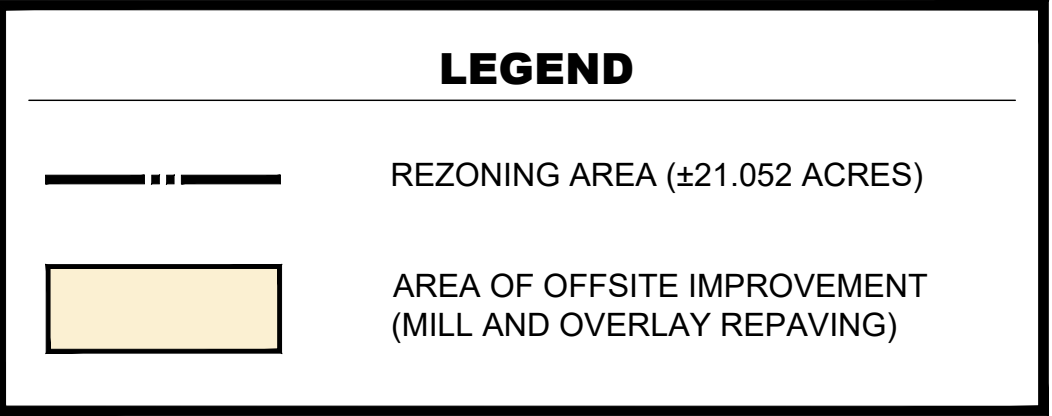 LEGEND
REZONING AREA (±21.052 ACRES)
AREA OF OFFSITE IMPROVEMENT
(MILL AND OVERLAY REPAVING)